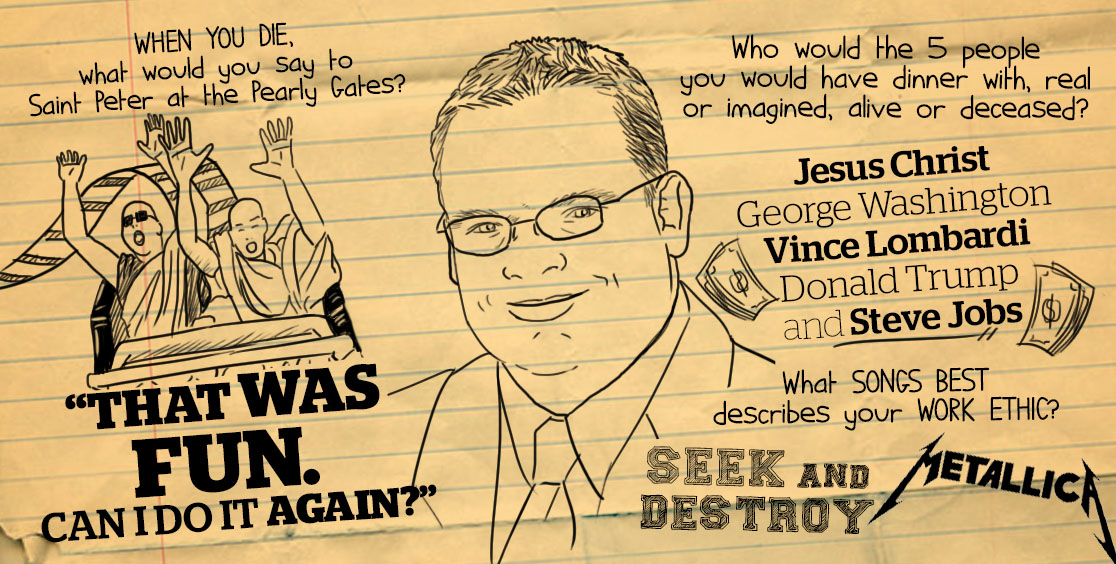 WHEN YOU DIE,
what would you say to
Saint Peter at the Pearly Gates?
“THAT WAS
FUN.
CAN I DO IT AGAIN?”
Who would the 5 people
you would have dinner with, real
or imagined, alive or deceased?
Jesus Christ
George Washington
Vince Lombardi
Donald Trump
and Steve Jobs
$
$
What SONGS BEST
describes your WORK ETHIC?
SEEK AND
DESTROY
METALLICA